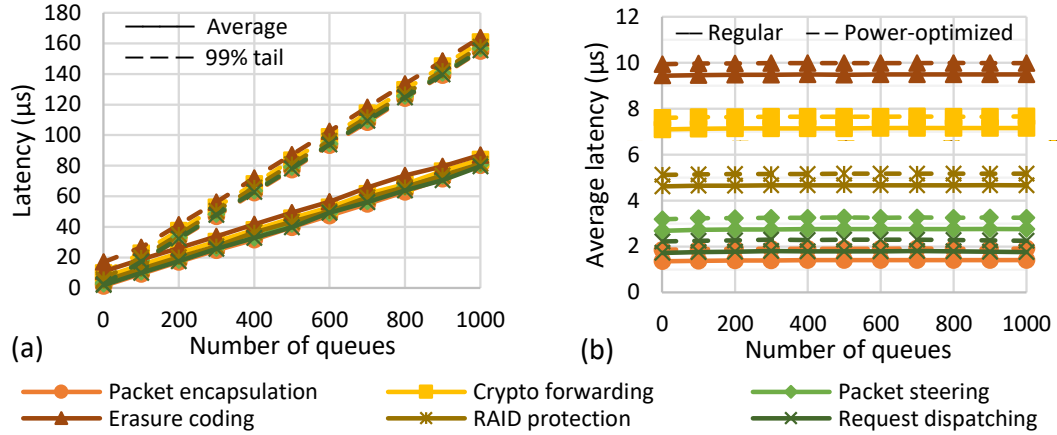 180
160
140
120
100
80
60
40
20
0
Latency (µs)
Average
99% tail
0 200 400 600 800 1000
Number of queues
(a)
12
10
8
6
4
2
0
Average latency (µs)
Regular Power-optimized
0 200 400 600 800 1000
Number of queues
(b)
Packet encapsulation Crypto forwarding Packet steering
Erasure coding RAID protection Request dispatching